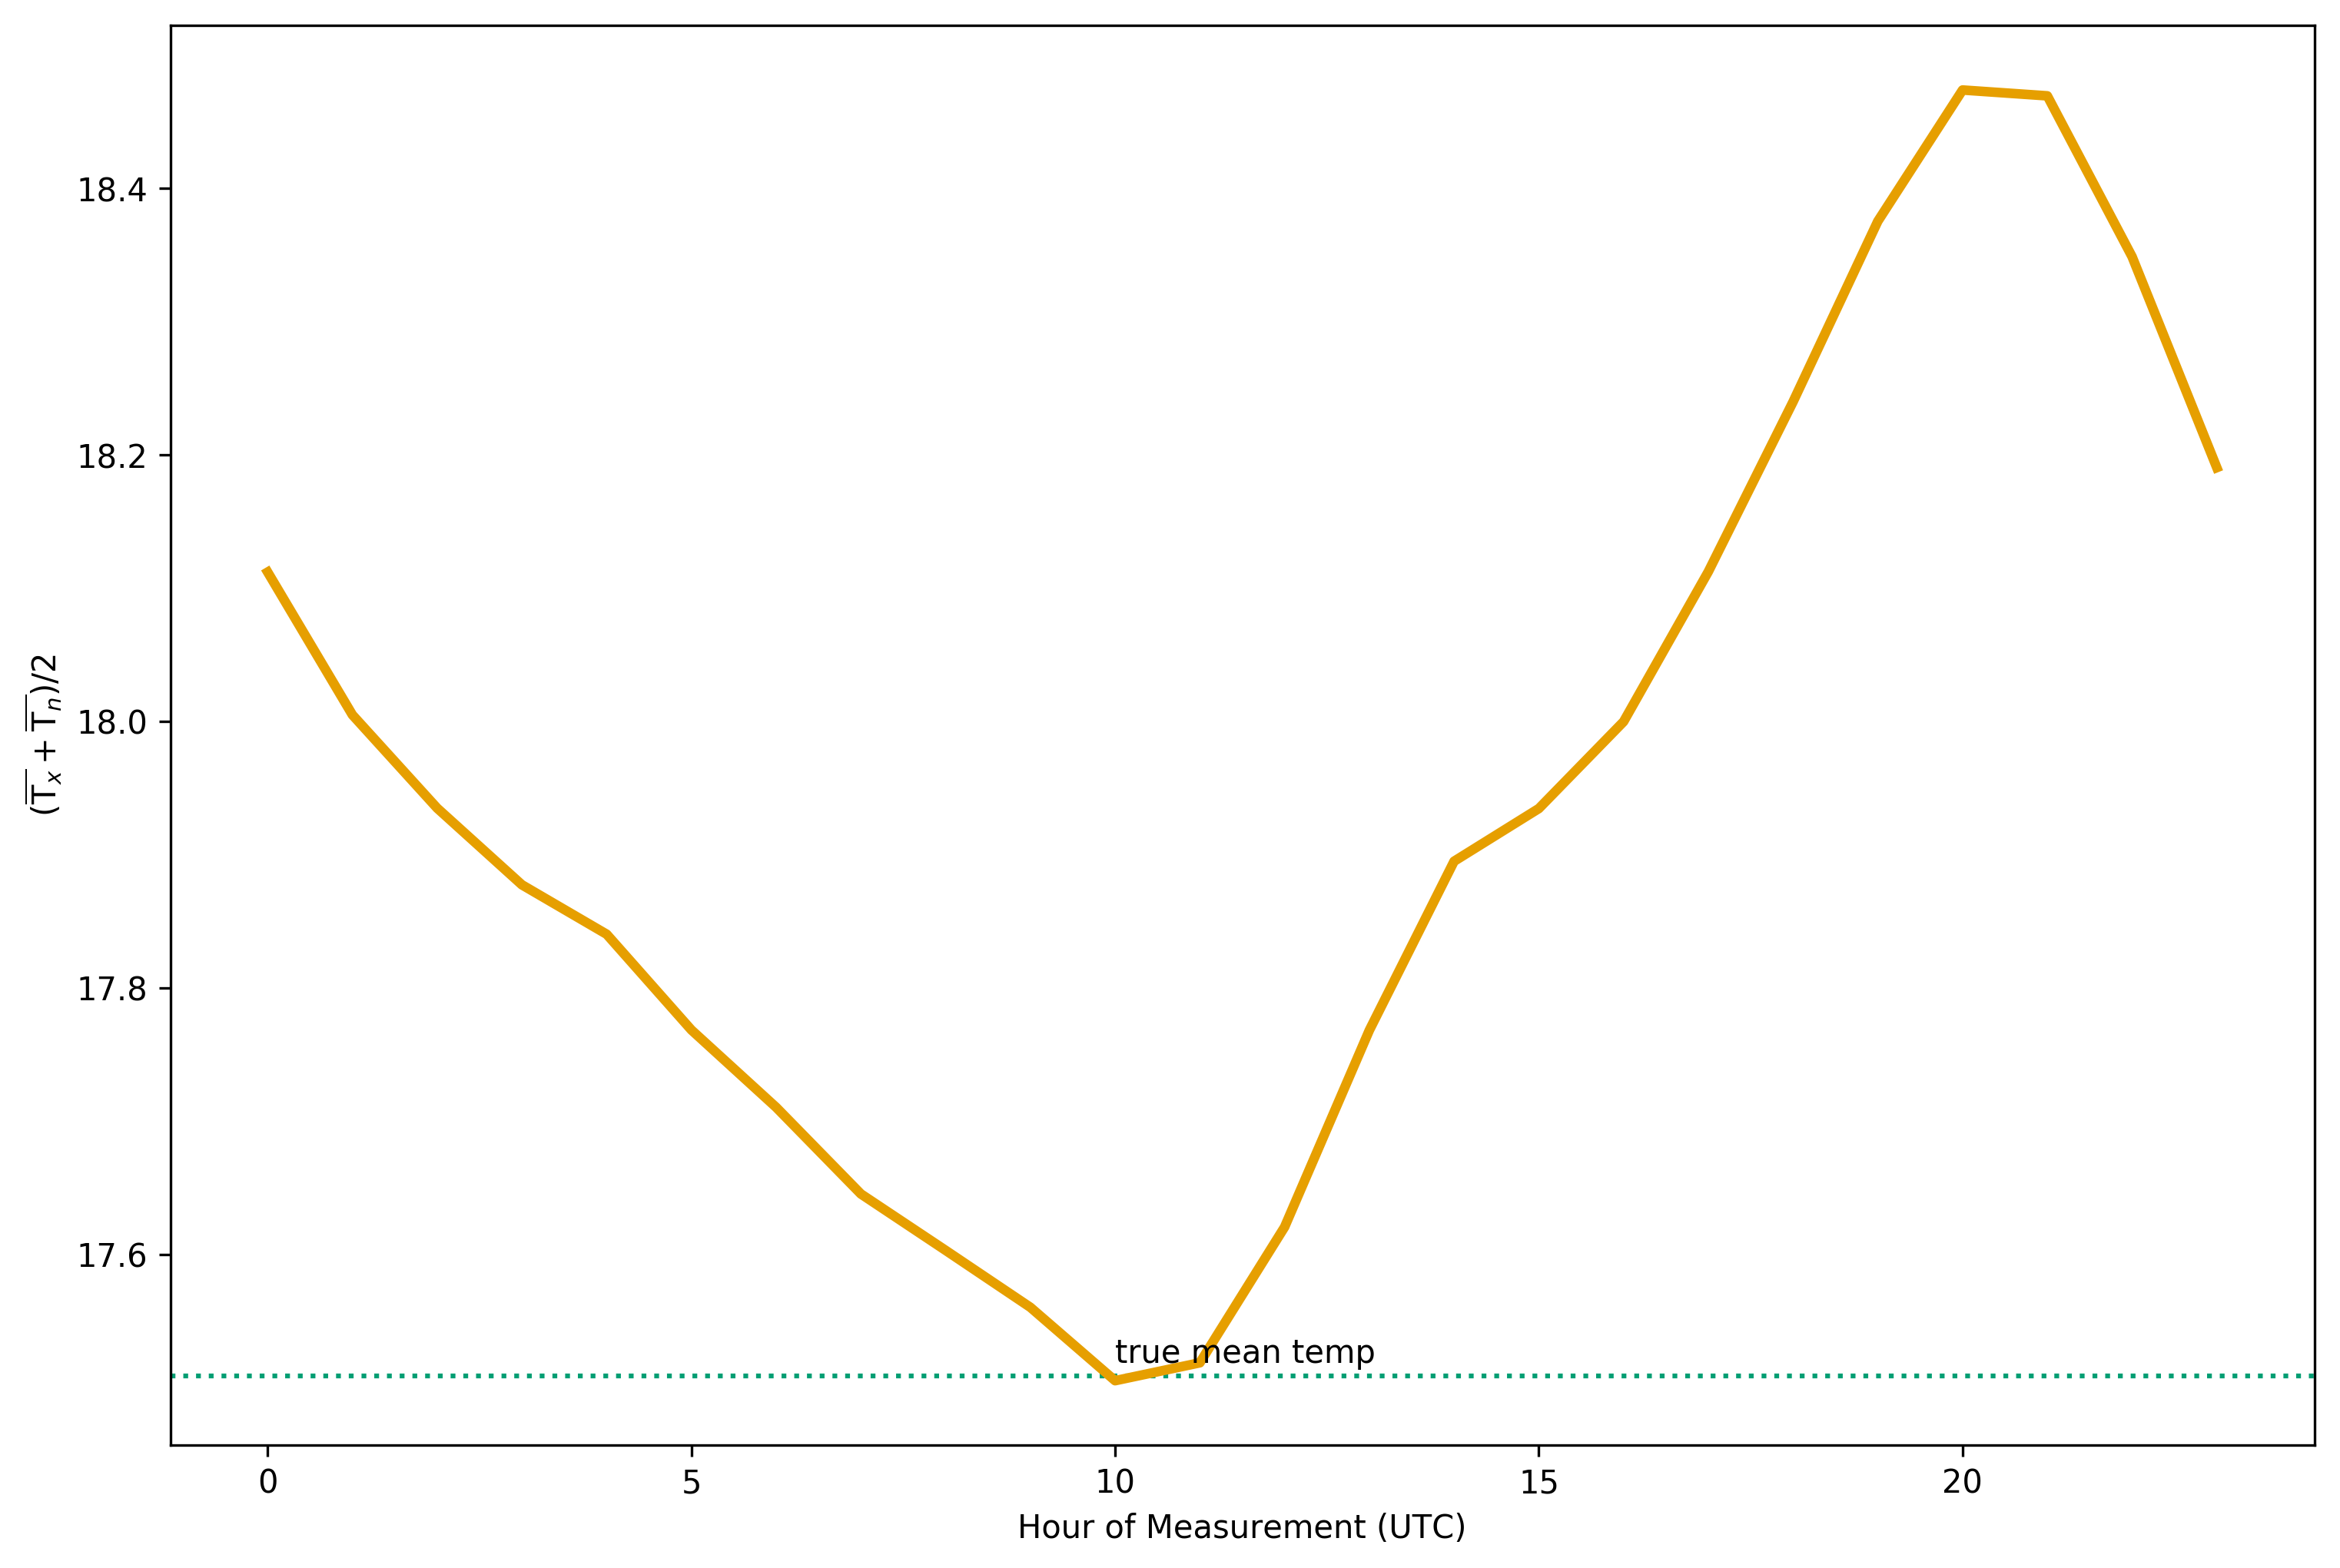 18.4
18.2
18.0
17.8
17.6
(T̅ₓ + T̅ₙ)/2
true mean temp
0 5 10 15 20
Hour of Measurement (UTC)